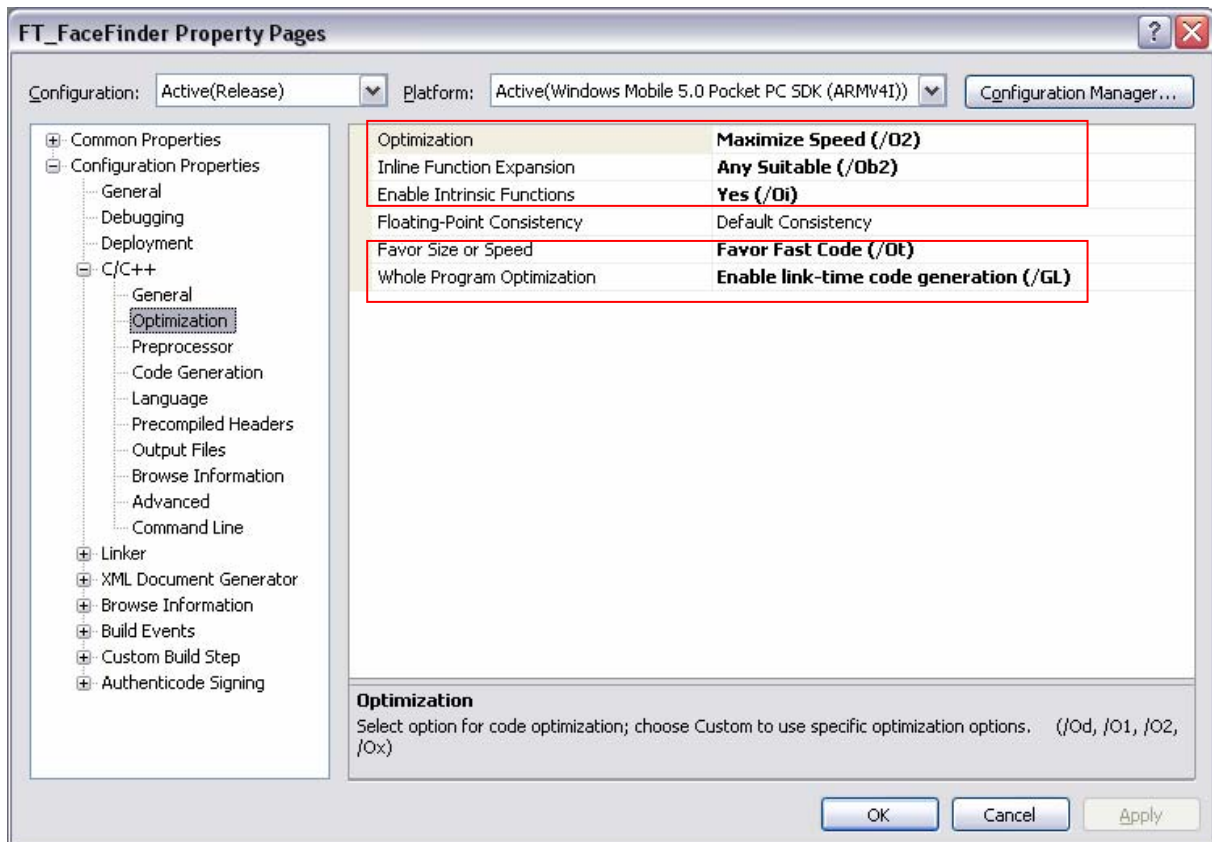 FT_FaceFinder Property Pages
Configuration: Active(Release) Platform: Active(Windows Mobile 5.0 Pocket PC SDK (ARMV4I)) Configuration Manager...
Common Properties
Configuration Properties
General
Debugging
Deployment
C/C++
General
Optimization
Preprocessor
Code Generation
Language
Precompiled Headers
Output Files
Browse Information
Advanced
Command Line
Linker
XML Document Generator
Browse Information
Build Events
Custom Build Step
Authenticode Signing
Optimization Maximize Speed (/O2)
Inline Function Expansion Any Suitable (/Ob2)
Enable Intrinsic Functions Yes (/Oi)
Floating-Point Consistency Default Consistency
Favor Size or Speed Favor Fast Code (/Ot)
Whole Program Optimization Enable link-time code generation (/GL)
Optimization
Select option for code optimization; choose Custom to use specific optimization options. (/Od, /O1, /O2,
/Ox)
OK Cancel Apply